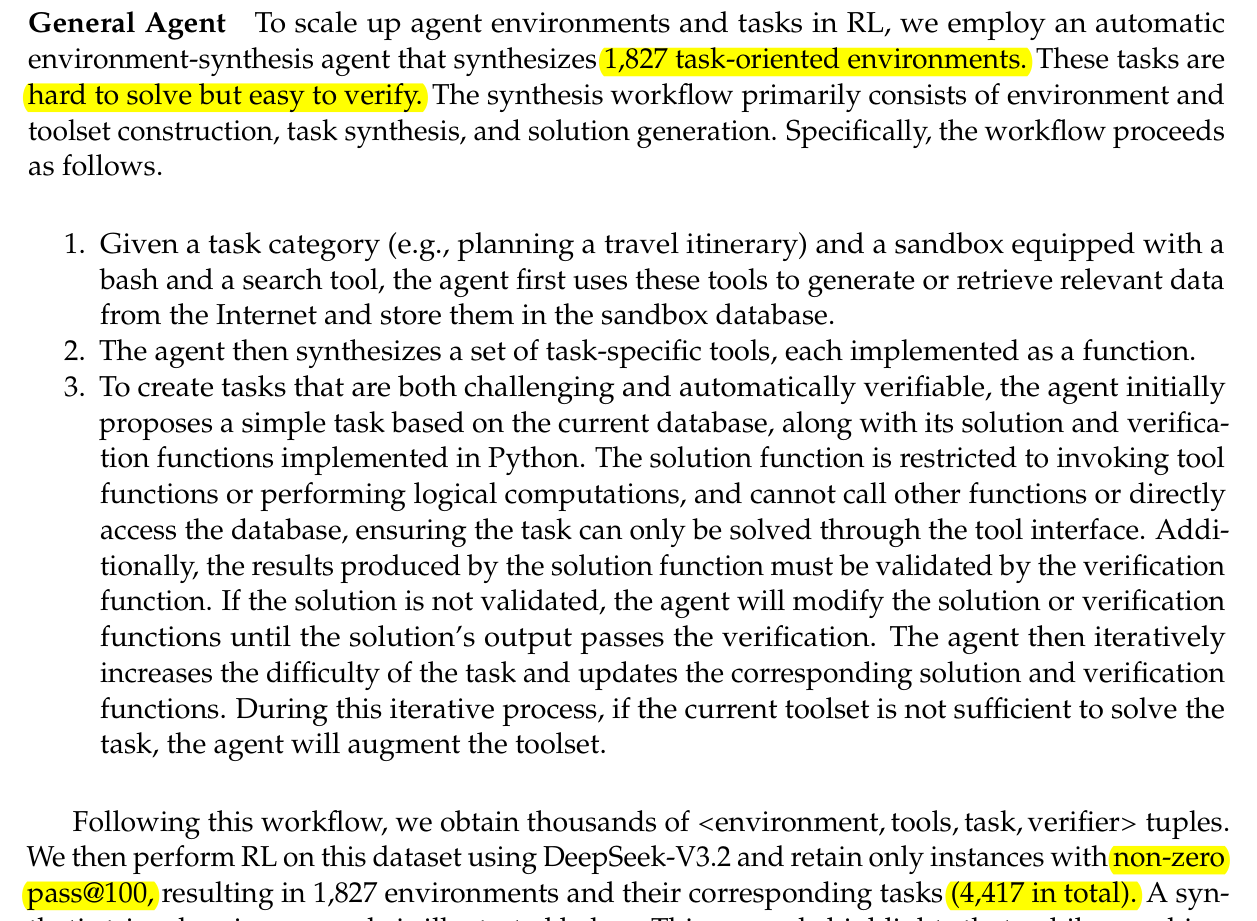 General Agent To scale up agent environments and tasks in RL, we employ an automatic
environment-synthesis agent that synthesizes 1,827 task-oriented environments. These tasks are
hard to solve but easy to verify. The synthesis workflow primarily consists of environment and
toolset construction, task synthesis, and solution generation. Specifically, the workflow proceeds
as follows.
1. Given a task category (e.g., planning a travel itinerary) and a sandbox equipped with a
bash and a search tool, the agent first uses these tools to generate or retrieve relevant data
from the Internet and store them in the sandbox database.
2. The agent then synthesizes a set of task-specific tools, each implemented as a function.
3. To create tasks that are both challenging and automatically verifiable, the agent initially
proposes a simple task based on the current database, along with its solution and verifica-
tion functions implemented in Python. The solution function is restricted to invoking tool
functions or performing logical computations, and cannot call other functions or directly
access the database, ensuring the task can only be solved through the tool interface. Addi-
tionally, the results produced by the solution function must be validated by the verification
function. If the solution is not validated, the agent will modify the solution or verification
functions until the solution's output passes the verification. The agent then iteratively
increases the difficulty of the task and updates the corresponding solution and verification
functions. During this iterative process, if the current toolset is not sufficient to solve the
task, the agent will augment the toolset.
Following this workflow, we obtain thousands of <environment, tools, task, verifier> tuples.
We then perform RL on this dataset using DeepSeek-V3.2 and retain only instances with non-zero
pass@100, resulting in 1,827 environments and their corresponding tasks (4,417 in total). A syn-